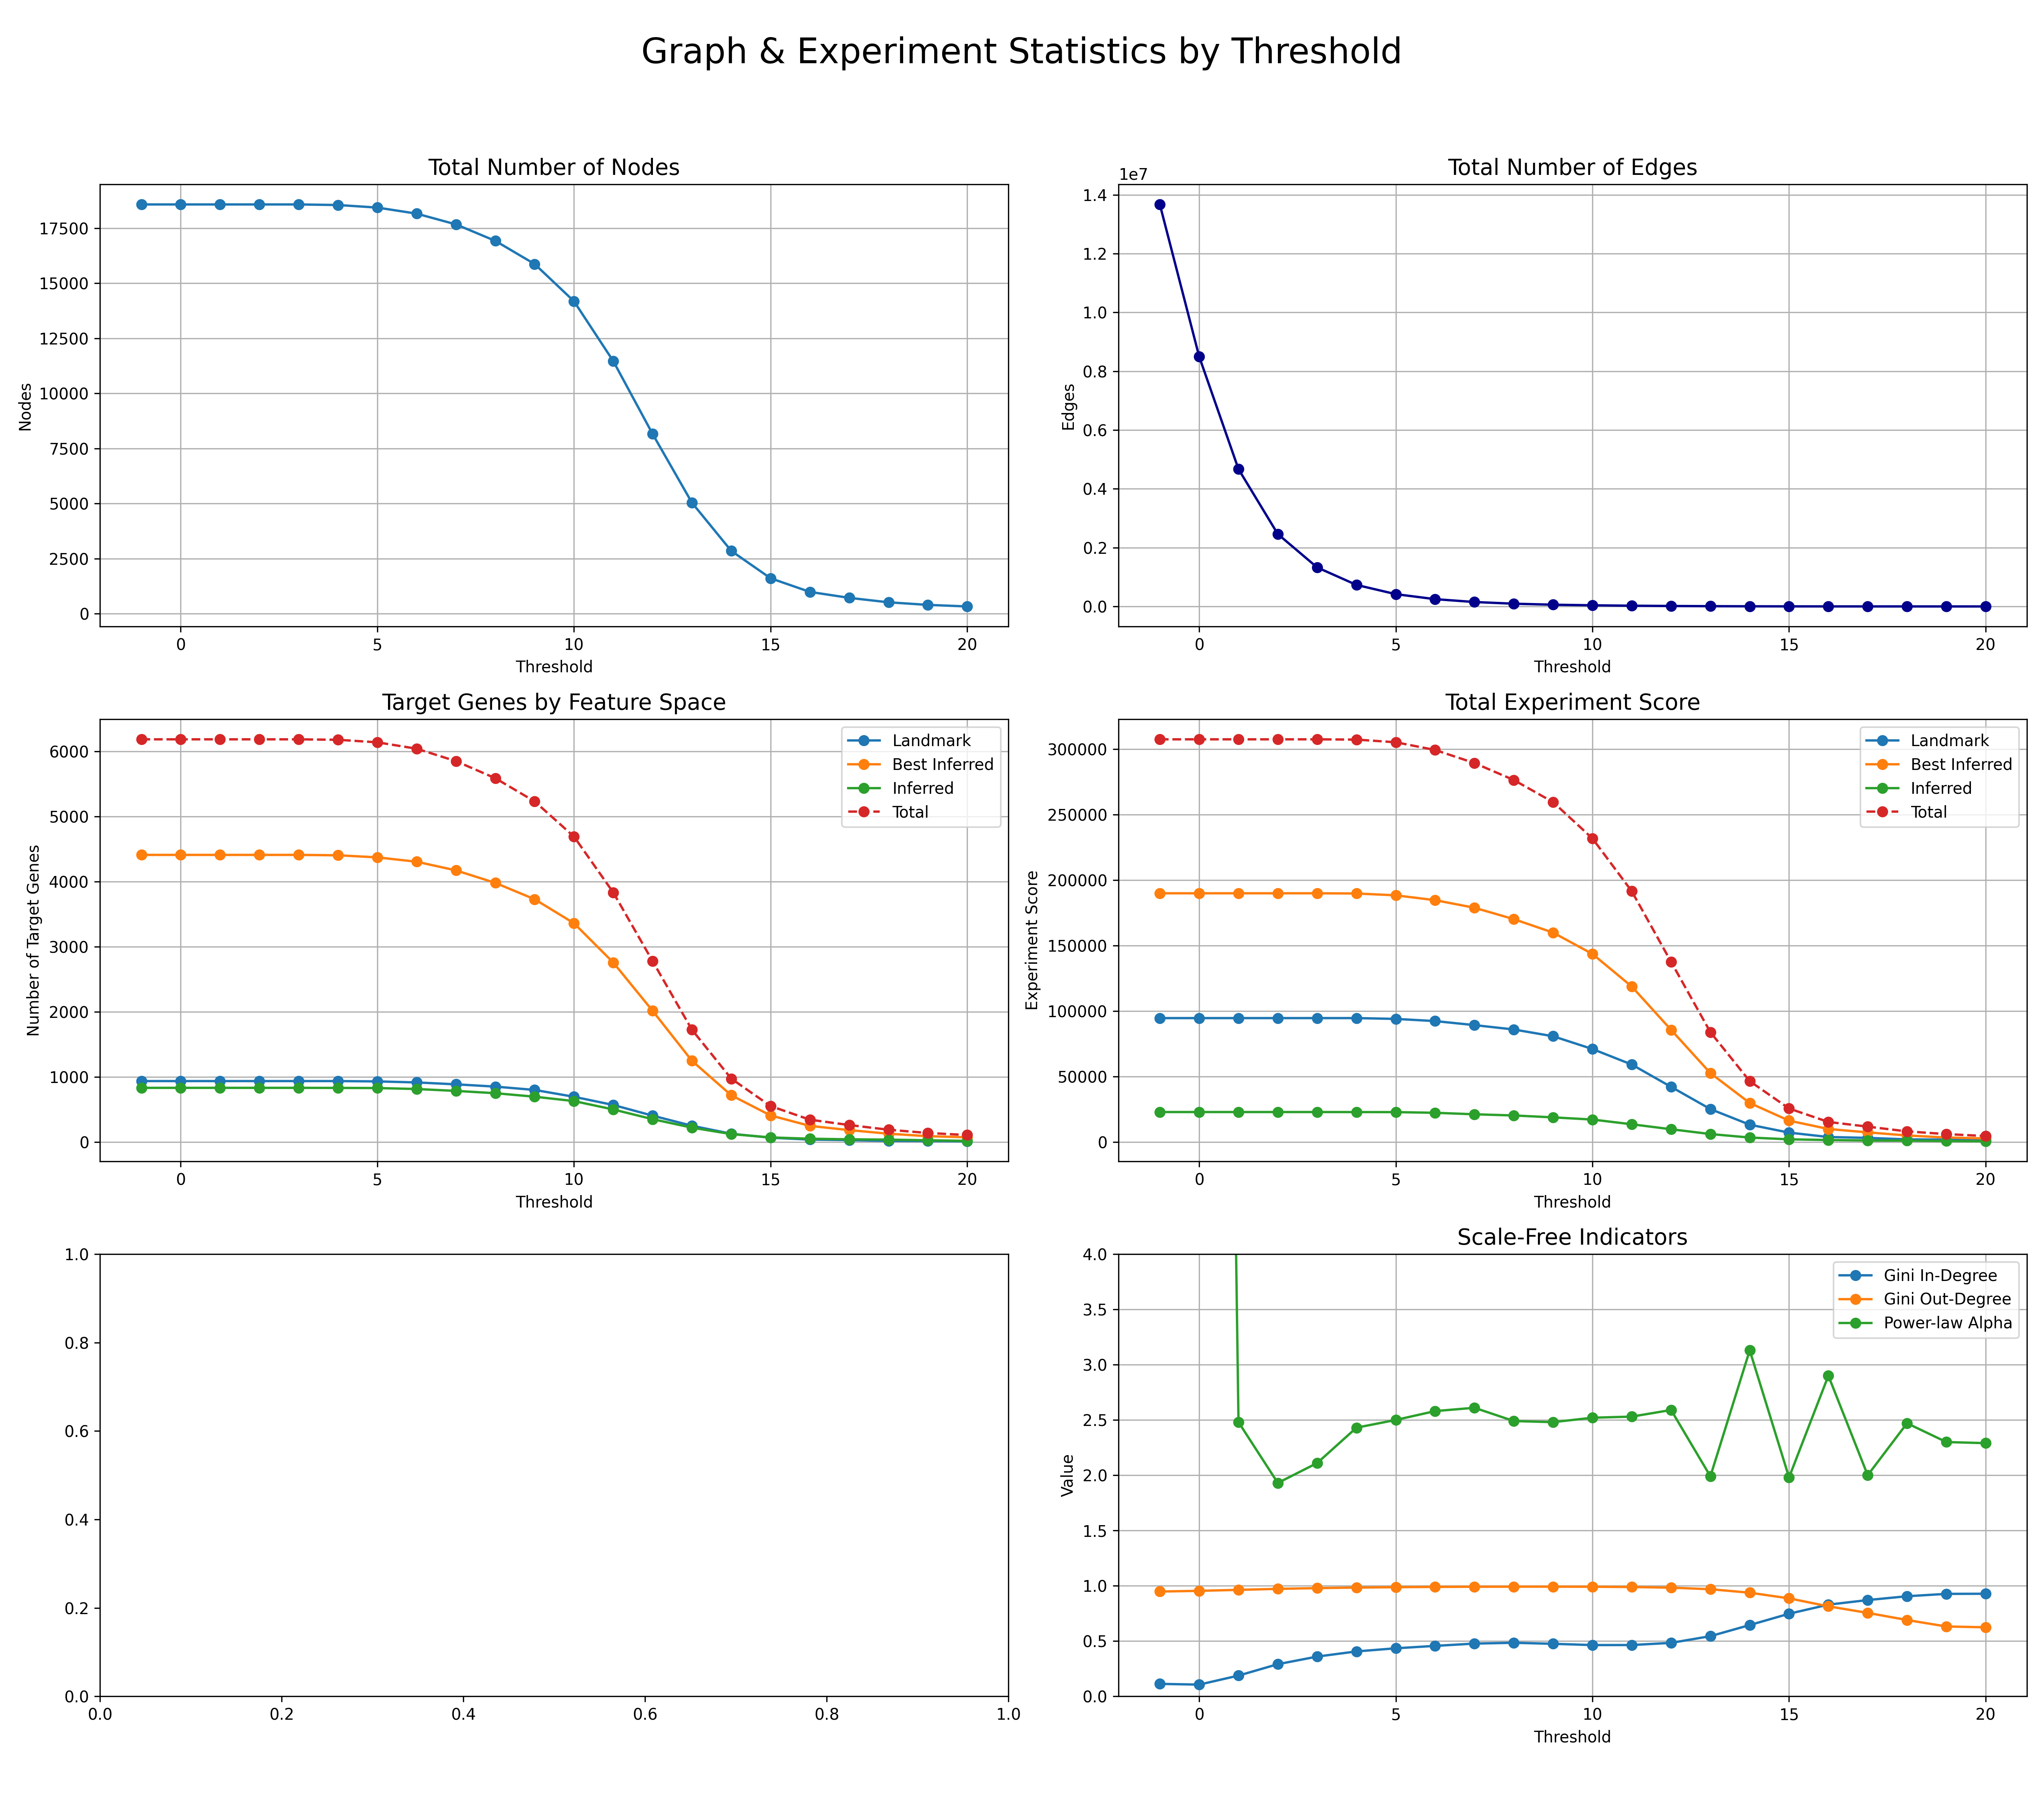 Graph & Experiment Statistics by Threshold
Total Number of Nodes
Nodes
17500
15000
12500
10000
7500
5000
2500
0
0 5 10 15 20
Threshold
Total Number of Edges
1e7
Edges
1.4
1.2
1.0
0.8
0.6
0.4
0.2
0.0
0 5 10 15 20
Threshold
Target Genes by Feature Space
Number of Target Genes
6000
5000
4000
3000
2000
1000
0
Landmark
Best Inferred
Inferred
Total
0 5 10 15 20
Threshold
Total Experiment Score
Experiment Score
300000
250000
200000
150000
100000
50000
0
Landmark
Best Inferred
Inferred
Total
0 5 10 15 20
Threshold
1.0
0.8
0.6
0.4
0.2
0.0
0.0 0.2 0.4 0.6 0.8 1.0
Scale-Free Indicators
Value
4.0
3.5
3.0
2.5
2.0
1.5
1.0
0.5
0.0
Gini In-Degree
Gini Out-Degree
Power-law Alpha
0 5 10 15 20
Threshold